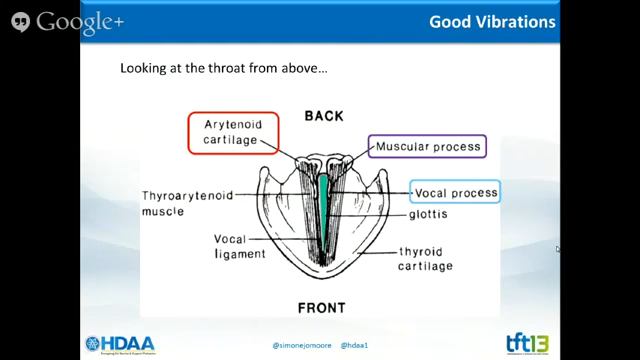 Google+
Good Vibrations
Looking at the throat from above...
BACK
Arytenoid
cartilage
Muscular process
Thyroarytenoid
muscle
Vocal process
glottis
Vocal
ligament
thyroid
cartilage
FRONT
HDAA
@simonejomoore @hdaa1
tft13